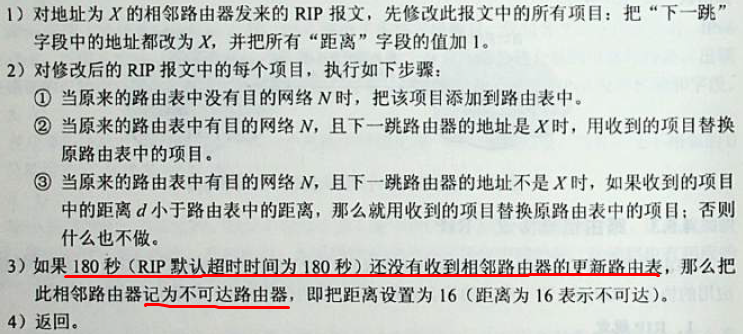 1）对地址为 X 的相邻路由器发来的 RIP 报文，先修改此报文中的所有项目：把“下一跳”
字段中的地址都改为 X，并把所有“距离”字段的值加 1。
2）对修改后的 RIP 报文中的每个项目，执行如下步骤：
① 当原来的路由表中没有目的网络 N 时，把该项目添加到路由表中。
② 当原来的路由表中有目的网络 N，且下一跳路由器的地址是 X 时，用收到的项目替换
原路由表中的项目。
③ 当原来的路由表中有目的网络 N，且下一跳路由器的地址不是 X 时，如果收到的项目
中的距离 d 小于路由表中的距离，那么就用收到的项目替换原路由表中的项目；否则
什么也不做。
3）如果 180 秒（RIP 默认超时时间为 180 秒）还没有收到相邻路由器的更新路由表，那么把
此相邻路由器记为不可达路由器，即把距离设置为 16（距离为 16 表示不可达）。
4）返回。